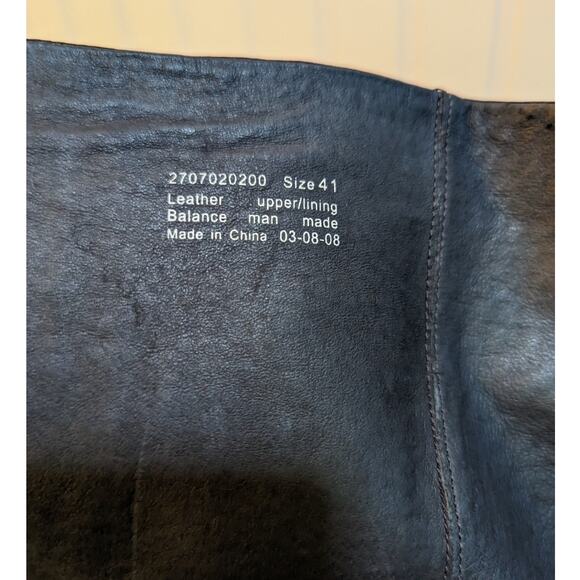 2707020200 Size 41
Leather upper/lining
Balance man made
Made in China 03-08-08